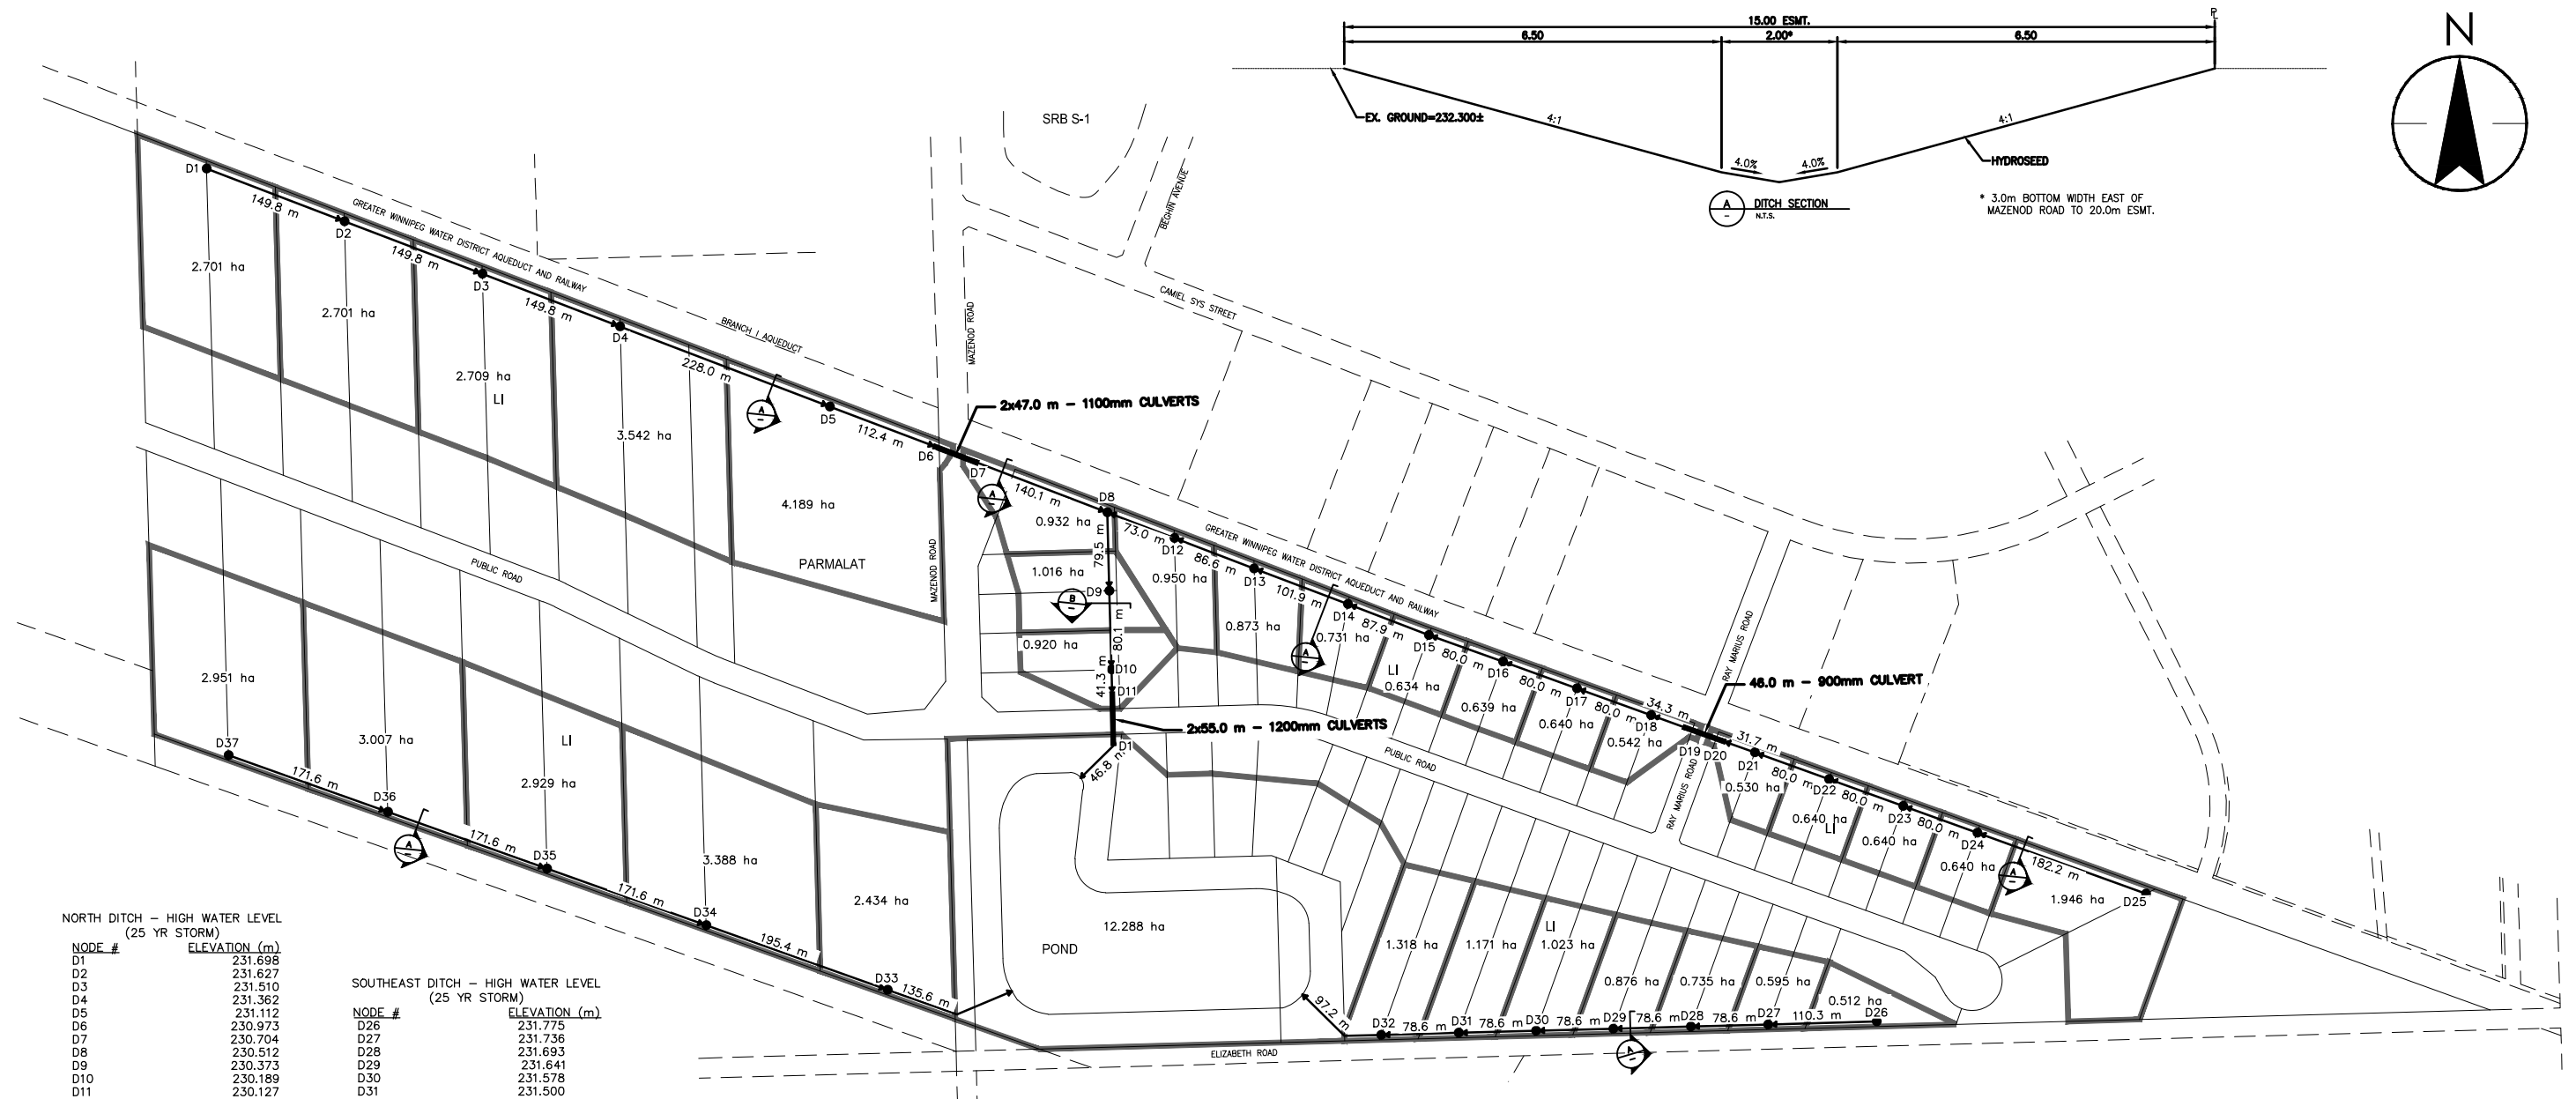 15.00 ESMT.
6.50
2.00*
6.50
N
EX. GROUND=232.300±
4:1
4:1
4.0%
4.0%
HYDROSEED
A
DITCH SECTION
N.T.S.
* 3.0m BOTTOM WIDTH EAST OF
MAZENOD ROAD TO 20.0m ESMT.
SRB S-1
BEGHIN AVENUE
CAMIEL SYS STREET
MAZENOD ROAD
GREATER WINNIPEG WATER DISTRICT AQUEDUCT AND RAILWAY
BRANCH I AQUEDUCT
D1
149.8 m
D2
149.8 m
D3
149.8 m
D4
228.0 m
D5
112.4 m
D6
2x47.0 m - 1100mm CULVERTS
D7
140.1 m
D8
2.701 ha
2.701 ha
2.709 ha
LI
3.542 ha
4.189 ha
PARMALAT
MAZENOD ROAD
PUBLIC ROAD
A
A
0.932 ha
79.5 m
1.016 ha
D9
B
80.1 m
0.920 ha
D10
41.3 m
D11
2x55.0 m - 1200mm CULVERTS
D1
46.8 m
73.0 m
D12
86.6 m
D13
101.9 m
D14
87.9 m
D15
80.0 m
D16
80.0 m
D17
80.0 m
D18
34.3 m
D19
D20
31.7 m
D21
80.0 m
D22
80.0 m
D23
80.0 m
D24
182.2 m
D25
GREATER WINNIPEG WATER DISTRICT AQUEDUCT AND RAILWAY
RAY MARIUS ROAD
46.0 m - 900mm CULVERT
0.950 ha
0.873 ha
0.731 ha
A
LI
0.634 ha
0.639 ha
0.640 ha
0.542 ha
RAY MARIUS ROAD
PUBLIC ROAD
0.530 ha
0.640 ha
LI
0.640 ha
0.640 ha
A
1.946 ha
2.951 ha
3.007 ha
LI
2.929 ha
3.388 ha
2.434 ha
D37
171.6 m
D36
A
171.6 m
D35
171.6 m
D34
195.4 m
D33
135.6 m
12.288 ha
POND
97.2 m
1.318 ha
1.171 ha
LI
1.023 ha
0.876 ha
0.735 ha
0.595 ha
0.512 ha
D32
78.6 m
D31
78.6 m
D30
78.6 m
D29
78.6 m
D28
78.6 m
D27
110.3 m
D26
A
ELIZABETH ROAD
NORTH DITCH - HIGH WATER LEVEL
(25 YR STORM)
NODE # ELEVATION (m)
D1 231.698
D2 231.627
D3 231.510
D4 231.362
D5 231.112
D6 230.973
D7 230.704
D8 230.512
D9 230.373
D10 230.189
D11 230.127
SOUTHEAST DITCH - HIGH WATER LEVEL
(25 YR STORM)
NODE # ELEVATION (m)
D26 231.775
D27 231.736
D28 231.693
D29 231.641
D30 231.578
D31 231.500